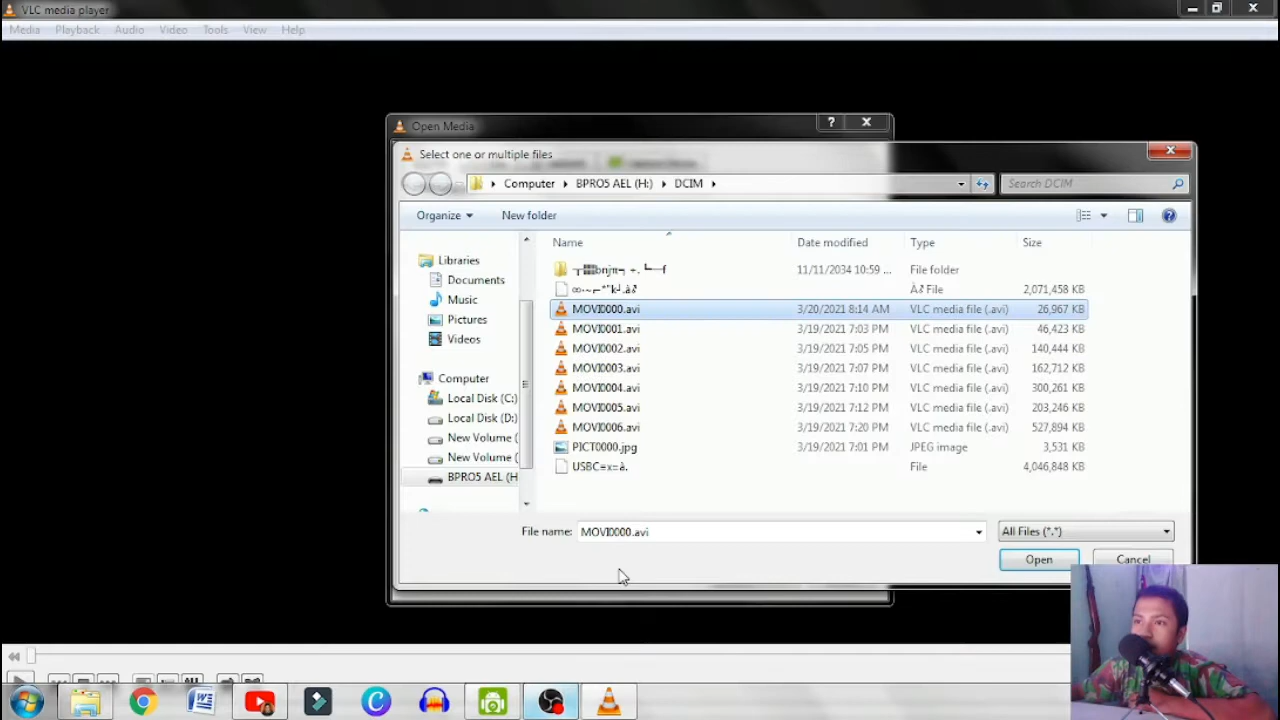 VLC media player
Media Playback Audio Video Tools View Help
Open Media
Select one or multiple files
Computer BPRO5 AEL (H:) DCIM
Search DCIM
Organize New folder
Name Date modified Type Size
11/11/2034 10:59 ... File folder
File 2,071,458 KB
MOVI0000.avi 3/20/2021 8:14 AM VLC media file (.avi) 26,967 KB
MOVI0001.avi 3/19/2021 7:03 PM VLC media file (.avi) 46,423 KB
MOVI0002.avi 3/19/2021 7:05 PM VLC media file (.avi) 140,444 KB
MOVI0003.avi 3/19/2021 7:07 PM VLC media file (.avi) 162,712 KB
MOVI0004.avi 3/19/2021 7:10 PM VLC media file (.avi) 300,261 KB
MOVI0005.avi 3/19/2021 7:12 PM VLC media file (.avi) 203,246 KB
MOVI0006.avi 3/19/2021 7:20 PM VLC media file (.avi) 527,894 KB
PICT0000.jpg 3/19/2021 7:01 PM JPEG image 3,531 KB
USBC≡x=à. File 4,046,848 KB
Libraries
Documents
Music
Pictures
Videos
Computer
Local Disk (C:)
Local Disk (D:)
New Volume (
New Volume (
BPRO5 AEL (H
File name: MOVI0000.avi
All Files (*.*)
Open Cancel